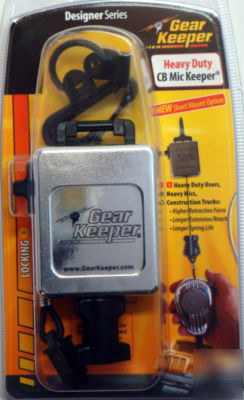 Designer Series
Gear
Keeper
Heavy Duty
CB Mic Keeper®
NEW Short Mount Option
Heavy Duty Users,
Heavy Mics,
Construction Trucks:
• Higher Retraction Force
• Longer Extension/Reach
• Longer Spring Life
Gear
Keeper
www.GearKeeper.com
LOCKING